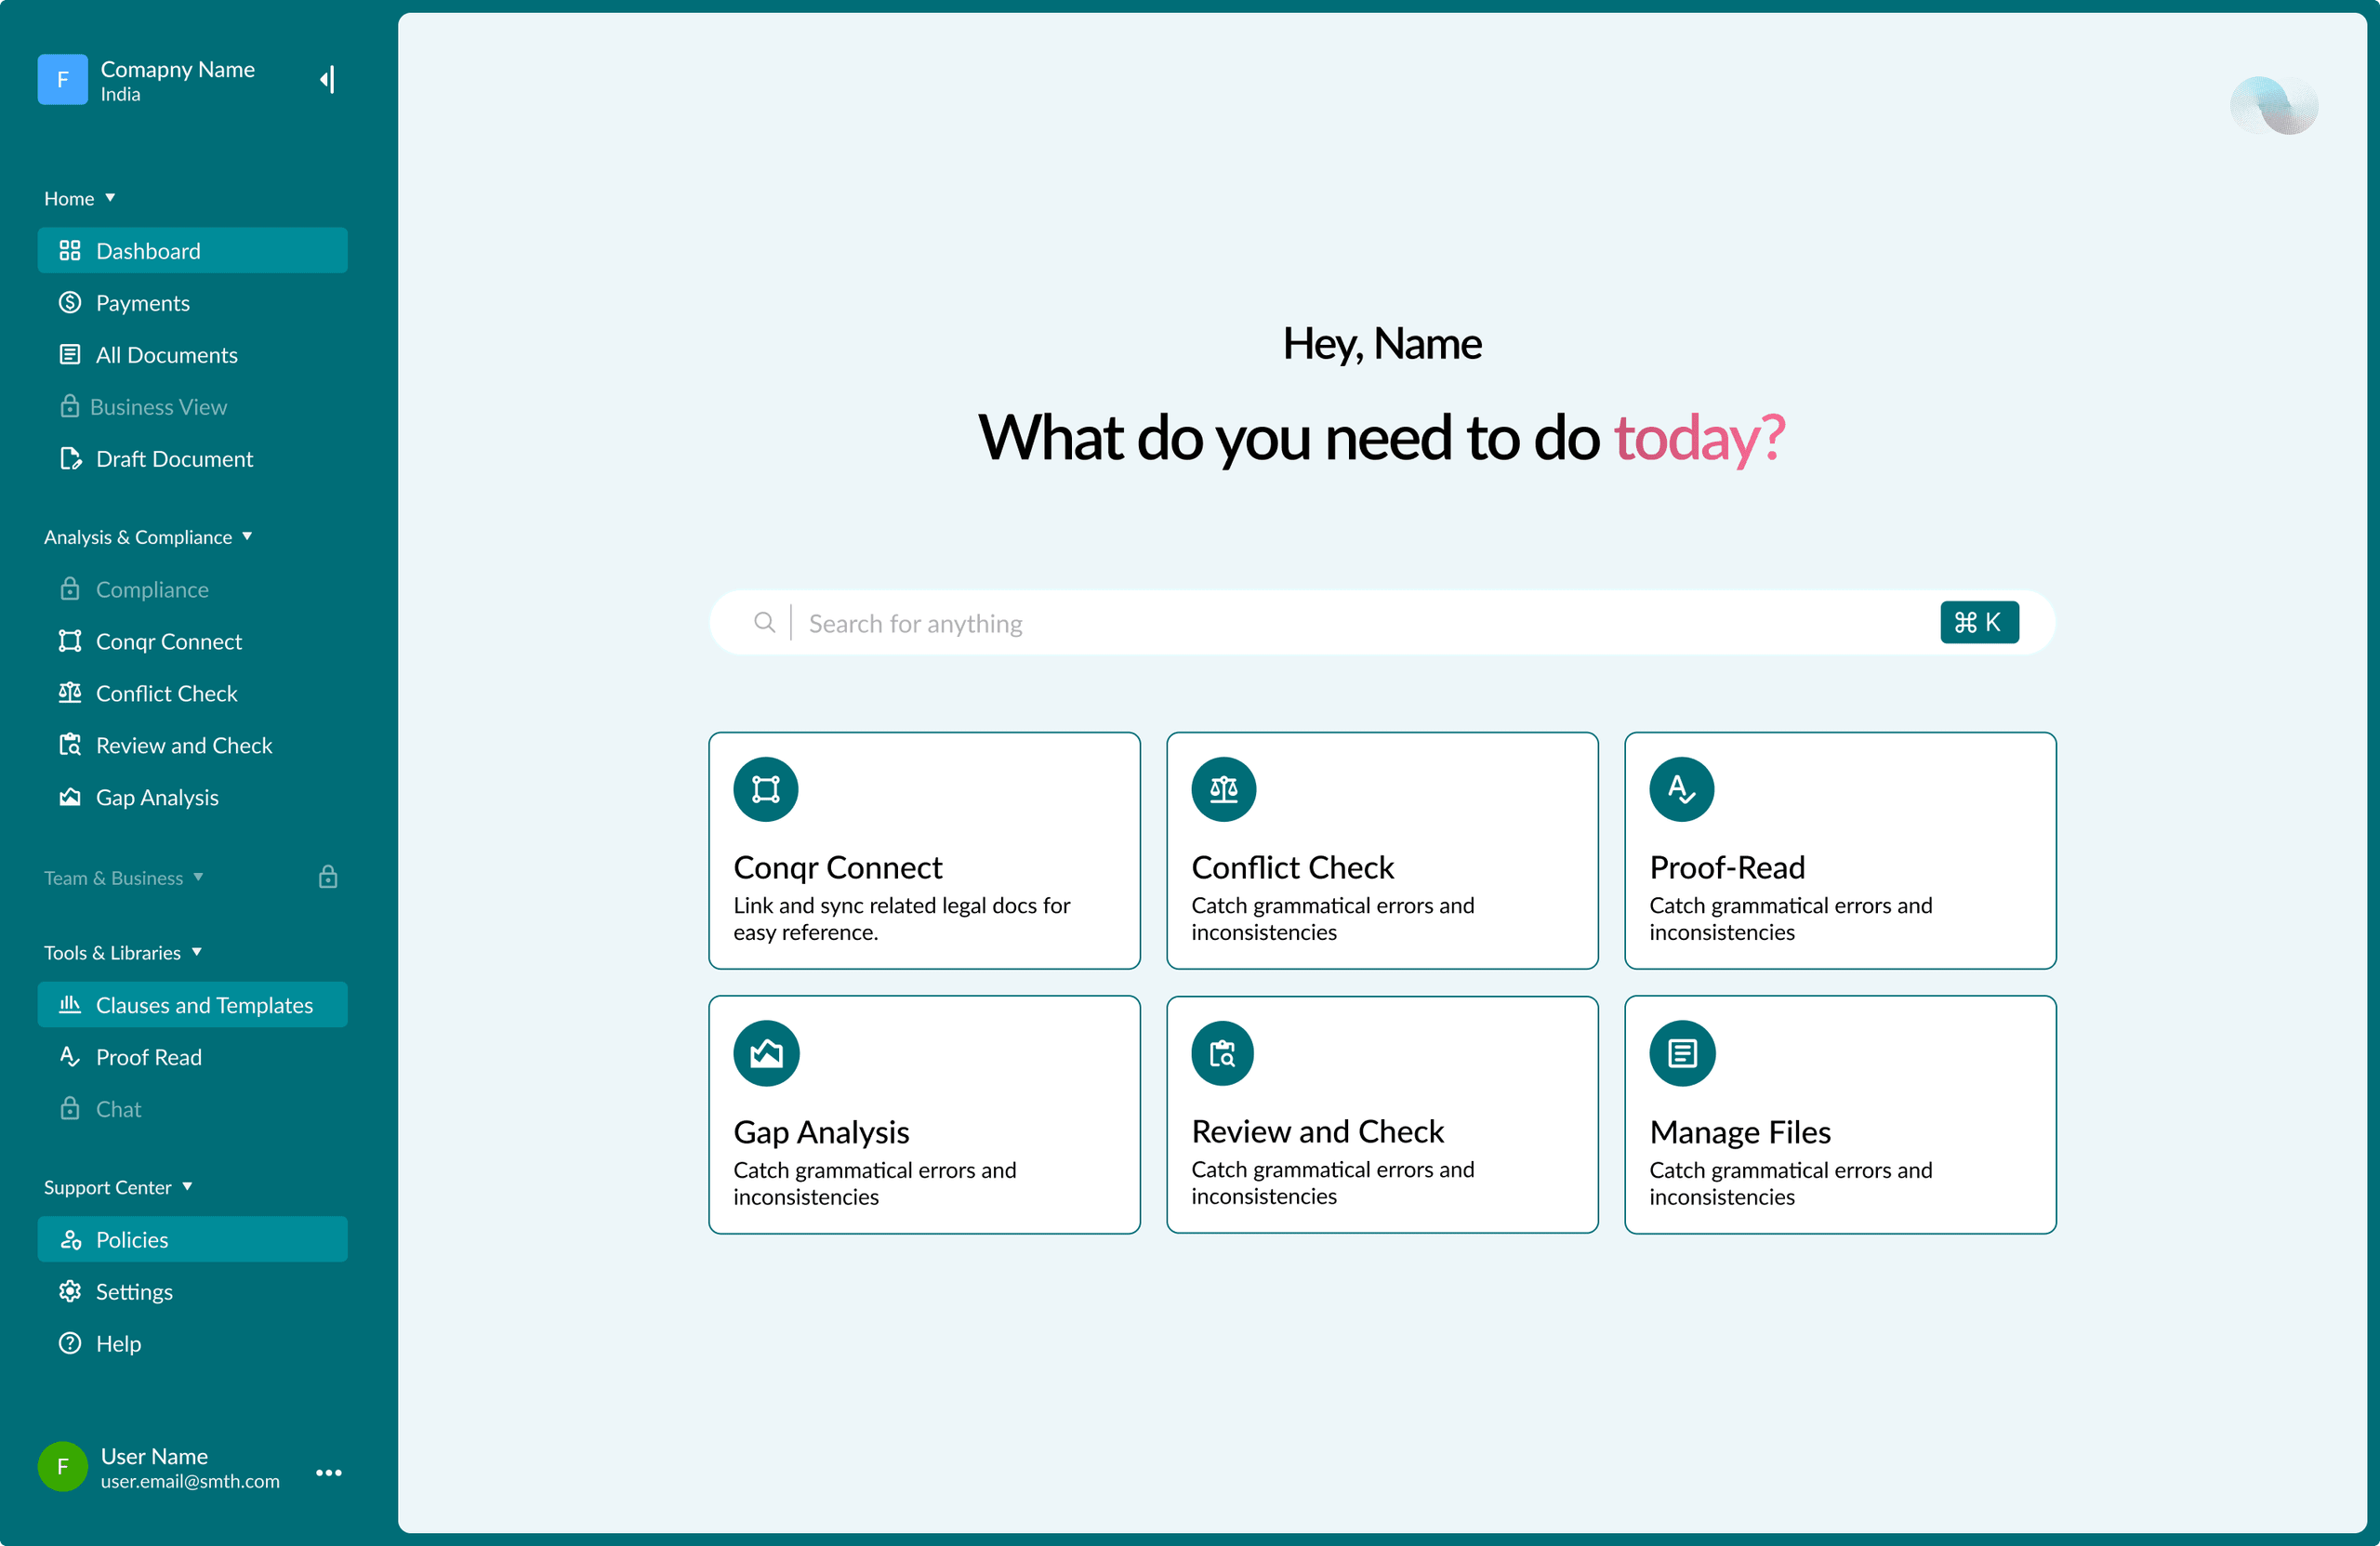 F
Comapny Name
India
Home
Dashboard
Payments
All Documents
Business View
Draft Document
Analysis & Compliance
Compliance
Conqr Connect
Conflict Check
Review and Check
Gap Analysis
Team & Business
Tools & Libraries
Clauses and Templates
Proof Read
Chat
Support Center
Policies
Settings
Help
F
User Name
user.email@smth.com
Hey, Name
What do you need to do today?
Search for anything
⌘ K
Conqr Connect
Link and sync related legal docs for
easy reference.
Conflict Check
Catch grammatical errors and
inconsistencies
Proof-Read
Catch grammatical errors and
inconsistencies
Gap Analysis
Catch grammatical errors and
inconsistencies
Review and Check
Catch grammatical errors and
inconsistencies
Manage Files
Catch grammatical errors and
inconsistencies